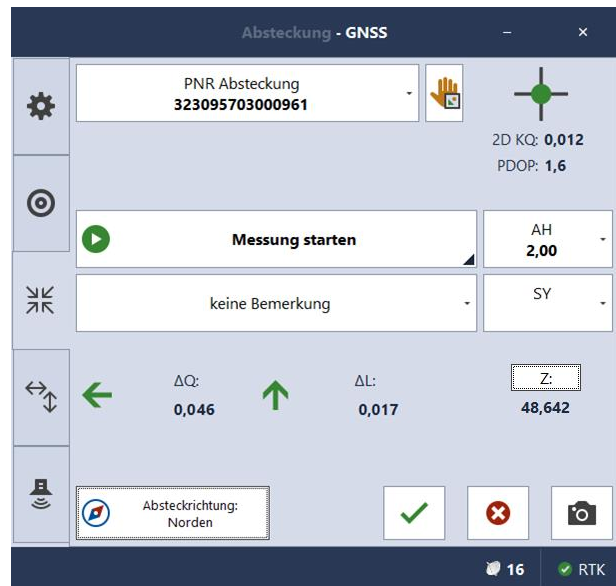 Absteckung - GNSS
PNR Absteckung
323095703000961
2D KQ: 0,012
PDOP: 1,6
Messung starten
AH
2,00
keine Bemerkung
SY
ΔQ:
0,046
ΔL:
0,017
Z:
48,642
Absteckrichtung:
Norden
16
RTK